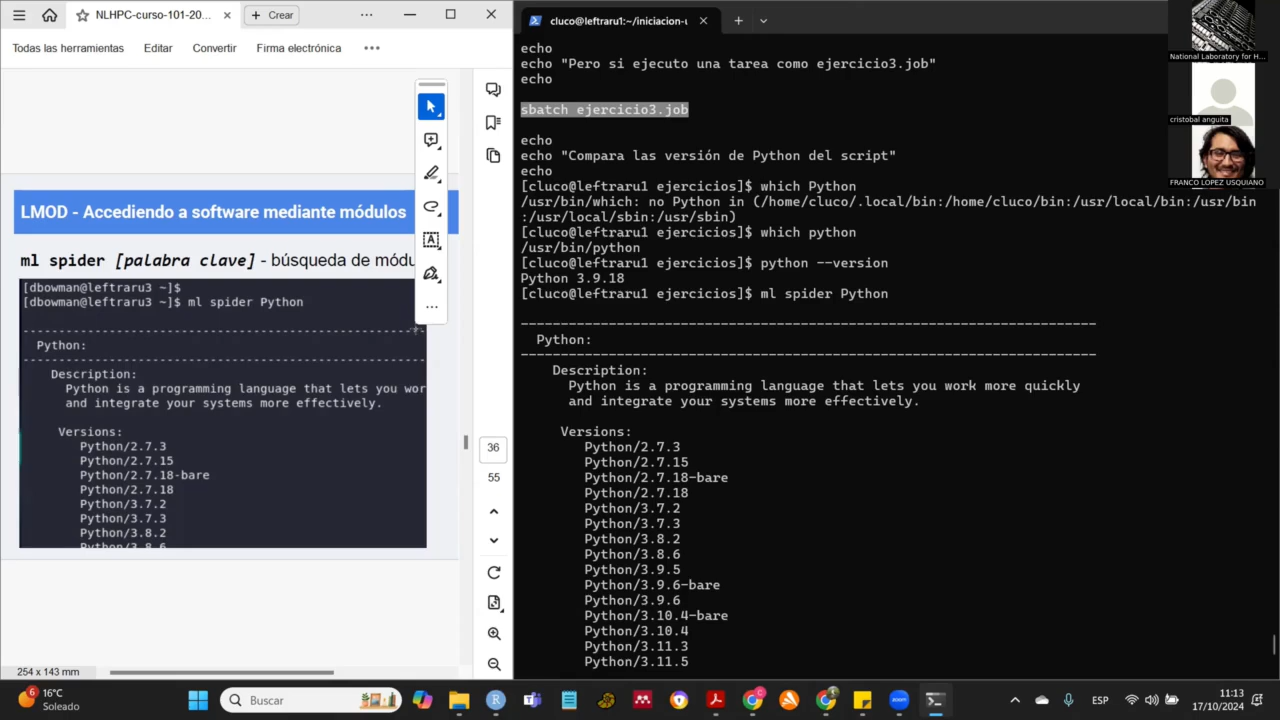 NLHPC-curso-101-20...
Crear
Todas las herramientas
Editar
Convertir
Firma electrónica
LMOD - Accediendo a software mediante módulos
ml spider [palabra clave] - búsqueda de módu
[dbowman@leftraru3 ~]$
[dbowman@leftraru3 ~]$ ml spider Python
--------------------------------------------------------
Python:
--------------------------------------------------------
Description:
Python is a programming language that lets you wor
and integrate your systems more effectively.
Versions:
Python/2.7.3
Python/2.7.15
Python/2.7.18-bare
Python/2.7.18
Python/3.7.2
Python/3.7.3
Python/3.8.2
Python/3.8.6
254 x 143 mm
36
55
cluco@leftraru1:~/iniciacion-u
echo
echo "Pero si ejecuto una tarea como ejercicio3.job"
echo
sbatch ejercicio3.job
echo
echo "Compara las versión de Python del script"
echo
[cluco@leftraru1 ejercicios]$ which Python
/usr/bin/which: no Python in (/home/cluco/.local/bin:/home/cluco/bin:/usr/local/bin:/usr/bin
:/usr/local/sbin:/usr/sbin)
[cluco@leftraru1 ejercicios]$ which python
/usr/bin/python
[cluco@leftraru1 ejercicios]$ python --version
Python 3.9.18
[cluco@leftraru1 ejercicios]$ ml spider Python
------------------------------------------------------------------------
Python:
------------------------------------------------------------------------
Description:
Python is a programming language that lets you work more quickly
and integrate your systems more effectively.
Versions:
Python/2.7.3
Python/2.7.15
Python/2.7.18-bare
Python/2.7.18
Python/3.7.2
Python/3.7.3
Python/3.8.2
Python/3.8.6
Python/3.9.5
Python/3.9.6-bare
Python/3.9.6
Python/3.10.4-bare
Python/3.10.4
Python/3.11.3
Python/3.11.5
National Laboratory for H...
cristobal anguita
FRANCO LOPEZ USQUIANO
6
16°C
Soleado
Buscar
zoom
ESP
11:13
17/10/2024